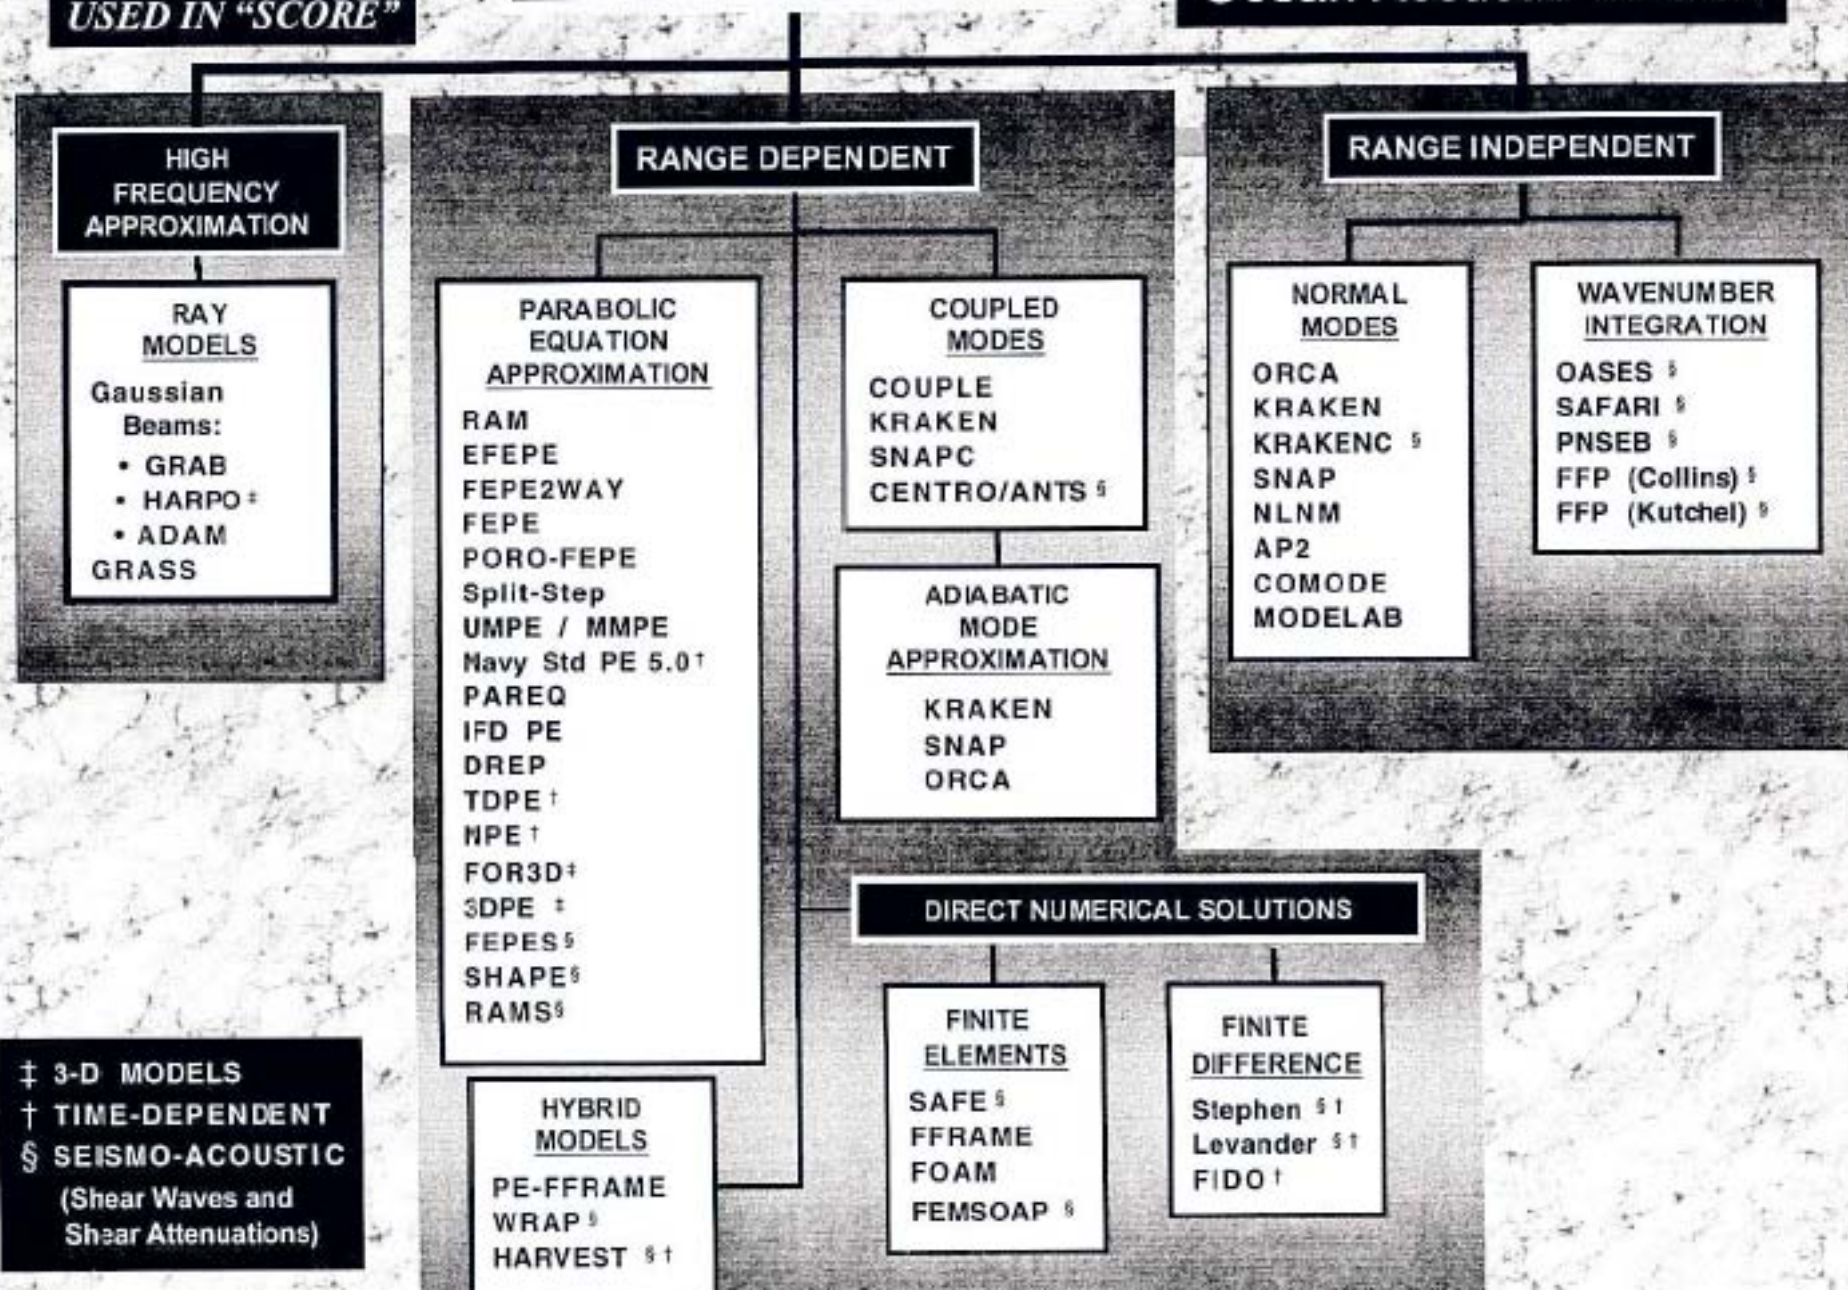 USED IN “SCORE”
HIGH
FREQUENCY
APPROXIMATION
RAY
MODELS
Gaussian
Beams:
• GRAB
• HARPO ‡
• ADAM
GRASS
RANGE DEPENDENT
PARABOLIC
EQUATION
APPROXIMATION
RAM
EFEPE
FEPE2WAY
FEPE
PORO-FEPE
Split-Step
UMPE / MMPE
Navy Std PE 5.0 †
PAREQ
IFD PE
DREP
TDPE †
NPE †
FOR3D ‡
3DPE ‡
FEPES §
SHAPE §
RAMS §
COUPLED
MODES
COUPLE
KRAKEN
SNAPC
CENTRO/ANTS §
ADIABATIC
MODE
APPROXIMATION
KRAKEN
SNAP
ORCA
RANGE INDEPENDENT
NORMAL
MODES
ORCA
KRAKEN
KRAKENC §
SNAP
NLNM
AP2
COMODE
MODELAB
WAVENUMBER
INTEGRATION
OASES §
SAFARI §
PNSEB §
FFP (Collins) §
FFP (Kutchel) §
DIRECT NUMERICAL SOLUTIONS
FINITE
ELEMENTS
SAFE §
FFRAME
FOAM
FEMSOAP §
FINITE
DIFFERENCE
Stephen § †
Levander § †
FIDO †
HYBRID
MODELS
PE-FFRAME
WRAP §
HARVEST § †
‡ 3-D MODELS
† TIME-DEPENDENT
§ SEISMO-ACOUSTIC
(Shear Waves and
Shear Attenuations)